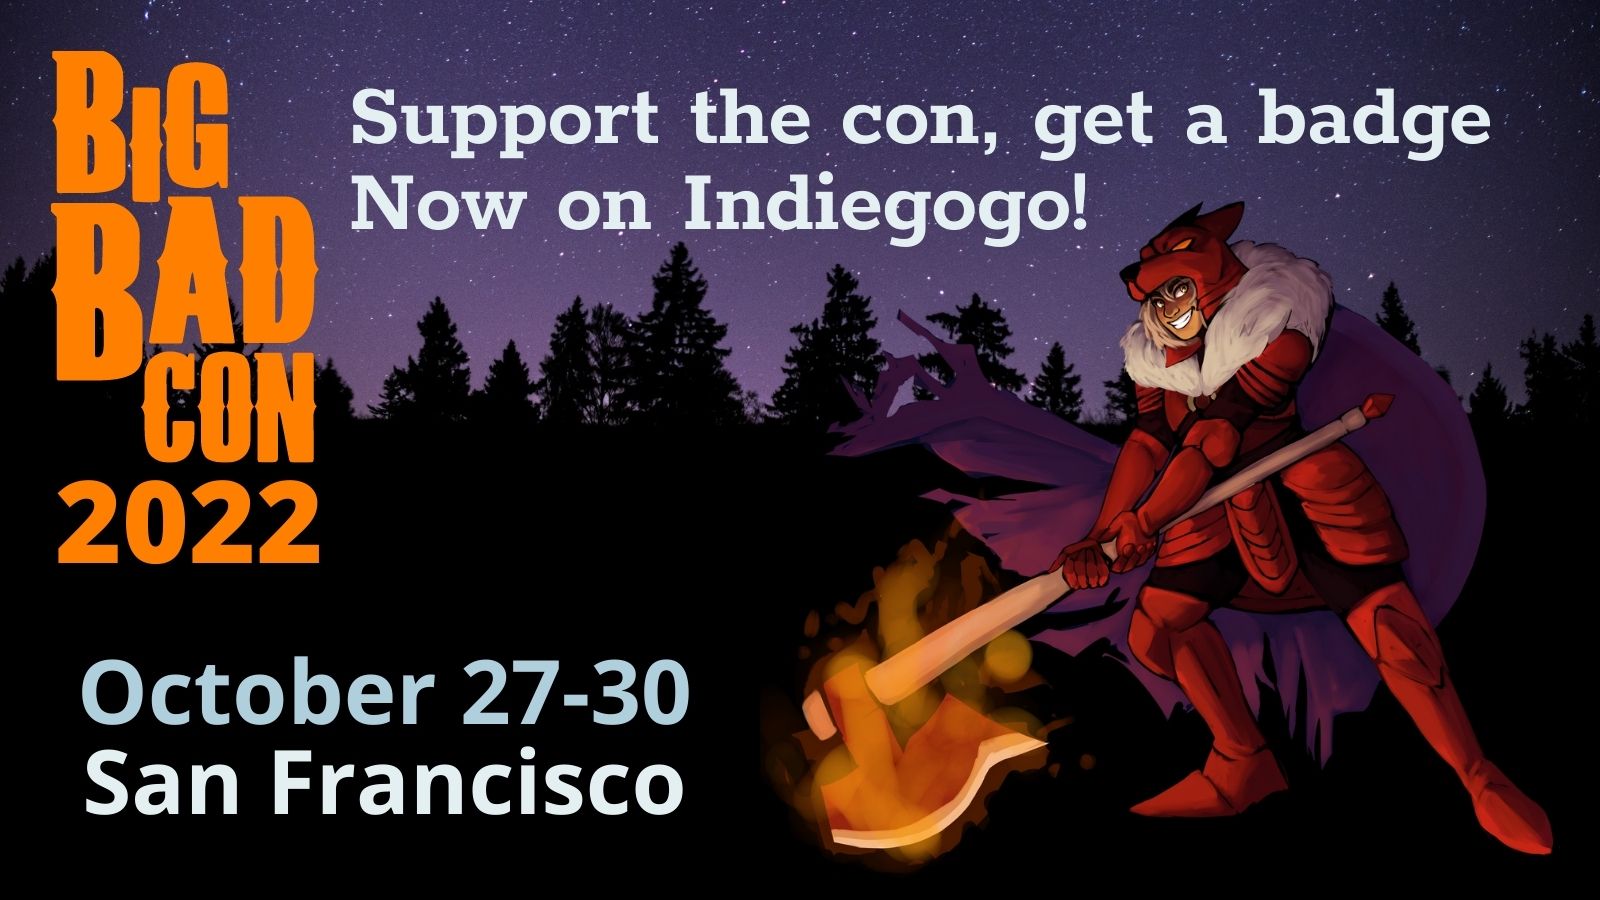 BIG
BAD
CON
2022
Support the con, get a badge
Now on Indiegogo!
October 27-30
San Francisco